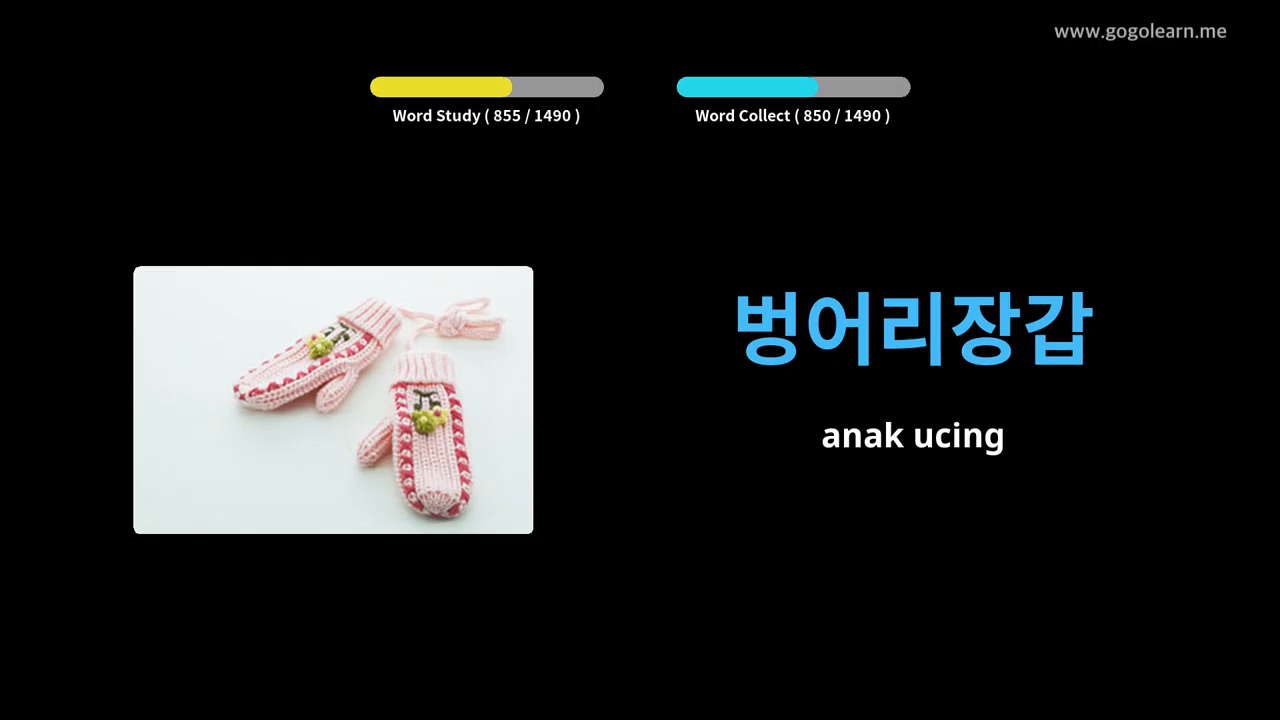 www.gogolearn.me
Word Study ( 855 / 1490 )
Word Collect ( 850 / 1490 )
벙어리장갑
anak ucing